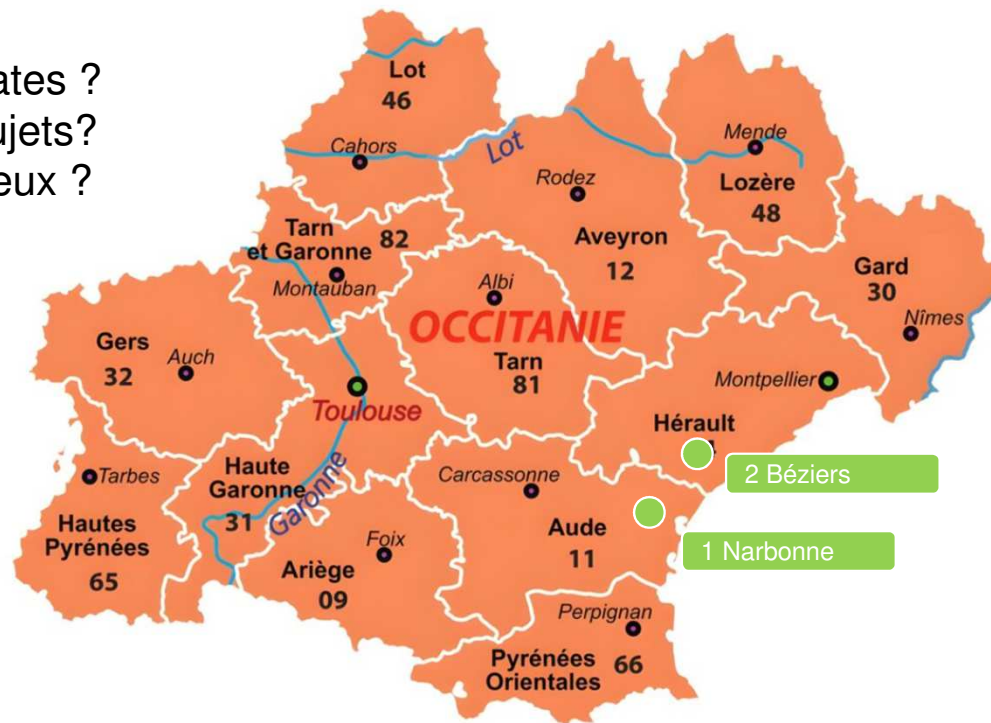 ates ?
ujets?
eux ?
Lot
46
Cahors
Lot
Mende
Lozère
48
Rodez
Aveyron
12
Tarn
et Garonne
82
Montauban
Albi
OCCITANIE
Tarn
81
Gard
30
Nîmes
Gers
32
Auch
Toulouse
Montpellier
Hérault
Tarbes
Hautes
Pyrénées
65
Haute
Garonne
31
Garonne
Carcassonne
Aude
11
2 Béziers
1 Narbonne
Foix
Ariège
09
Perpignan
Pyrénées
Orientales
66